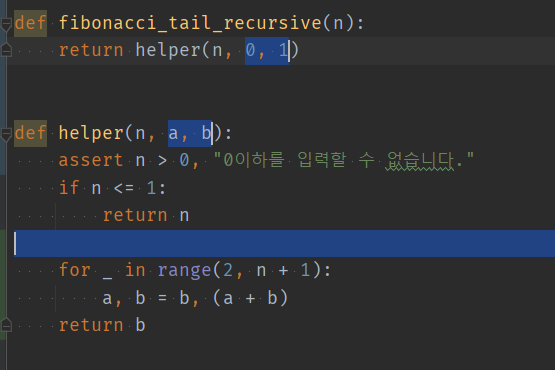 def fibonacci_tail_recursive(n):
    return helper(n, 0, 1)
def helper(n, a, b):
    assert n > 0, "0이하를 입력할 수 없습니다."
    if n <= 1:
        return n
    for _ in range(2, n + 1):
        a, b = b, (a + b)
    return b